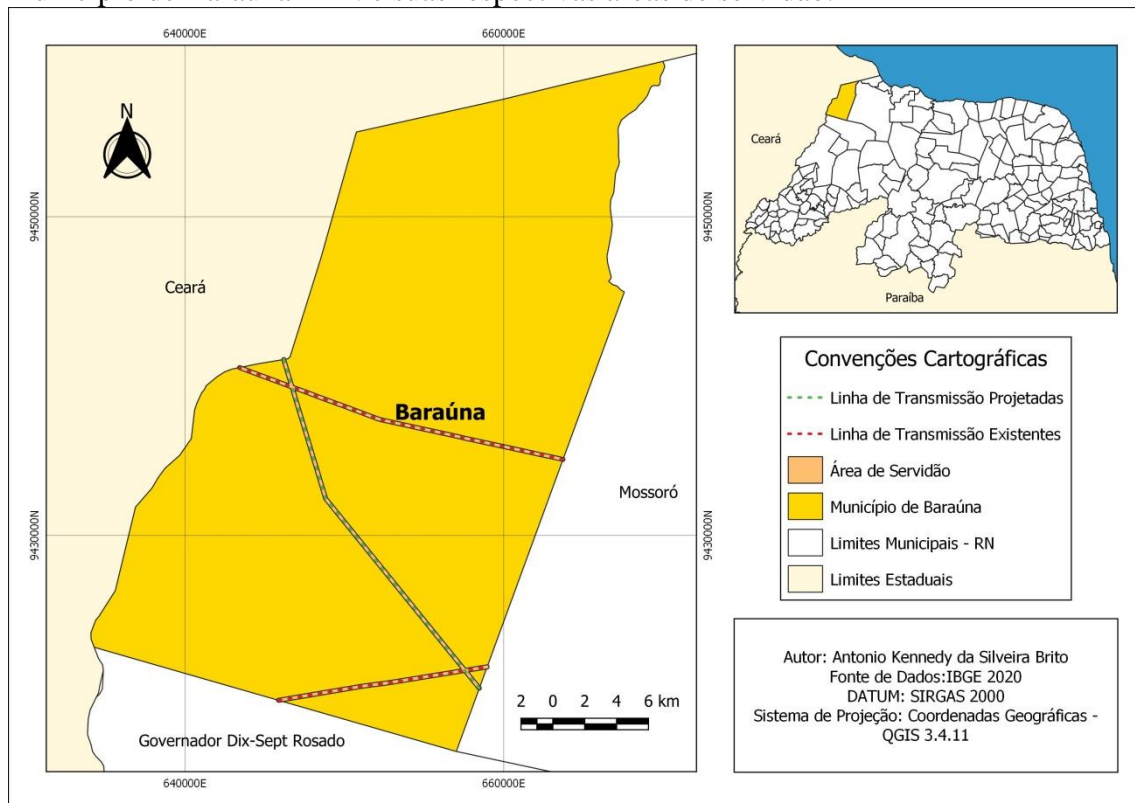 640000E
660000E
N
9450000N
9450000N
Ceará
Baraúna
Mossoró
9430000N
9430000N
2 0 2 4 6 km
Governador Dix-Sept Rosado
640000E
660000E
Ceará
Paraíba
Convenções Cartográficas
Linha de Transmissão Projetadas
Linha de Transmissão Existentes
Área de Servidão
Município de Baraúna
Limites Municipais - RN
Limites Estaduais
Autor: Antonio Kennedy da Silveira Brito
Fonte de Dados:IBGE 2020
DATUM: SIRGAS 2000
Sistema de Projeção: Coordenadas Geográficas -
QGIS 3.4.11